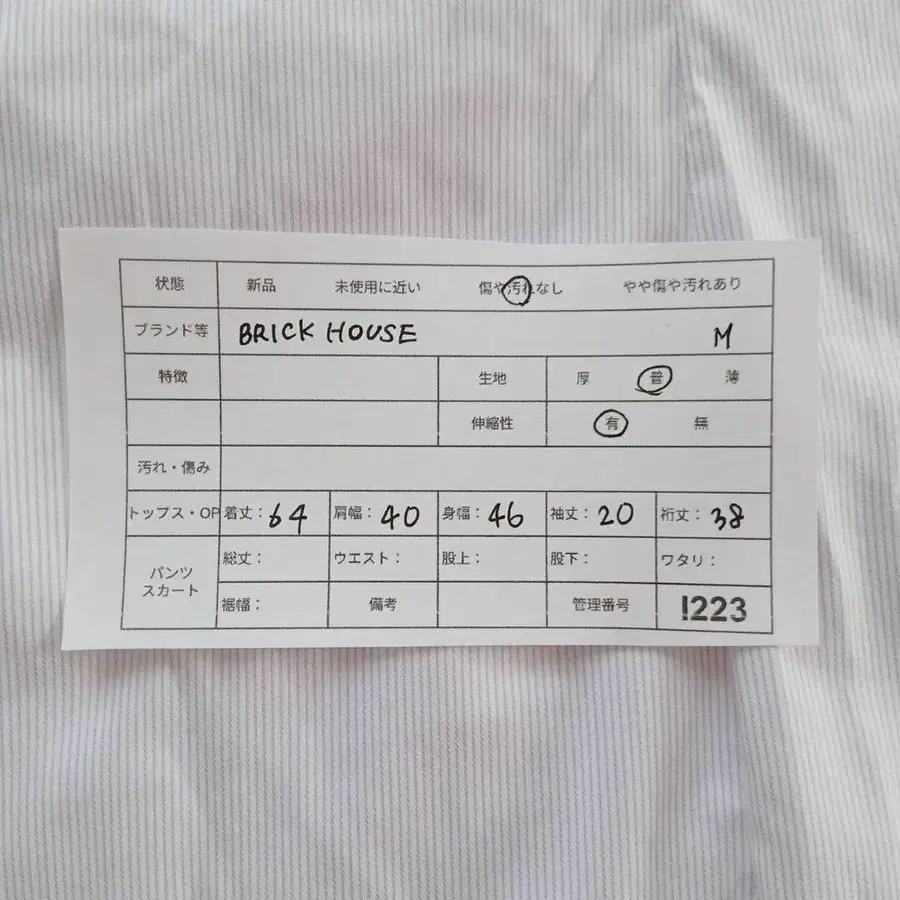 状態 新品 未使用に近い 傷や汚れなし やや傷や汚れあり
ブランド等 BRICK HOUSE M
特徴 生地 厚 普 薄
伸縮性 有 無
汚れ・傷み
トップス・OP 着丈：64 肩幅：40 身幅：46 袖丈：20 裄丈：38
パンツ スカート 総丈： ウエスト： 股上： 股下： ワタリ：
裾幅： 備考 管理番号 1223